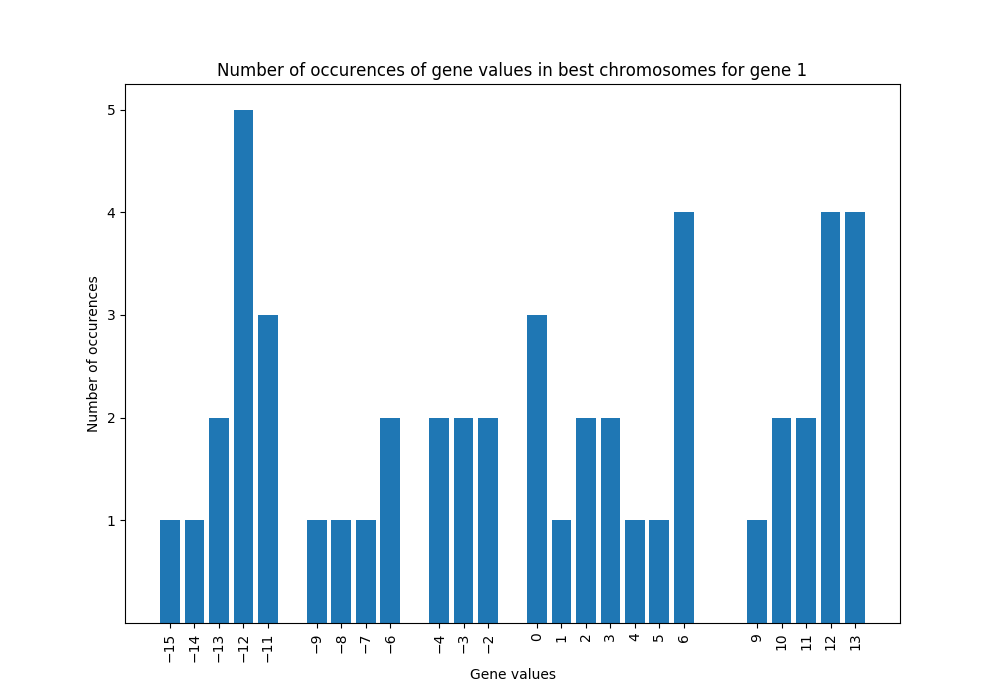 Number of occurences of gene values in best chromosomes for gene 1
Number of occurences
5
4
3
2
1
−15 −14 −13 −12 −11 −9 −8 −7 −6 −4 −3 −2 0 1 2 3 4 5 6 9 10 11 12 13
Gene values